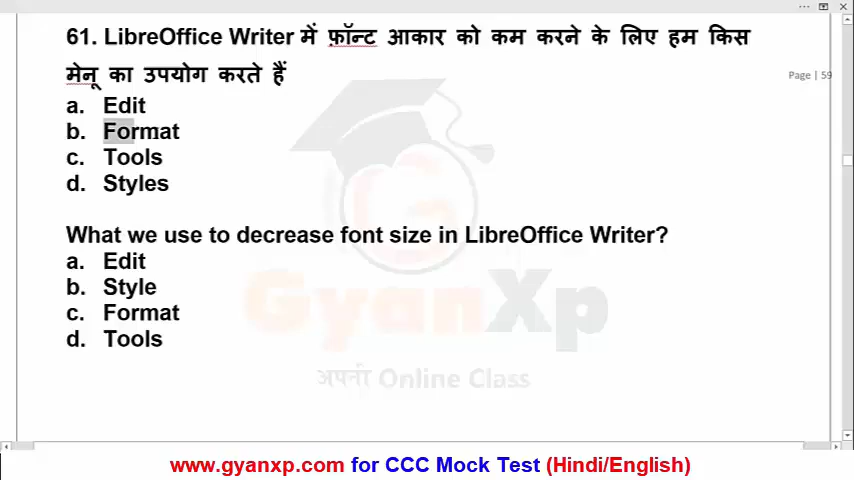 61. LibreOffice Writer में फ़ॉन्ट आकार को कम करने के लिए हम किस
मेनू का उपयोग करते हैं
Page | 59
a. Edit
b. Format
c. Tools
d. Styles
What we use to decrease font size in LibreOffice Writer?
a. Edit
b. Style
c. Format
d. Tools
GyanXp
अपनी Online Class
www.gyanxp.com for CCC Mock Test (Hindi/English)